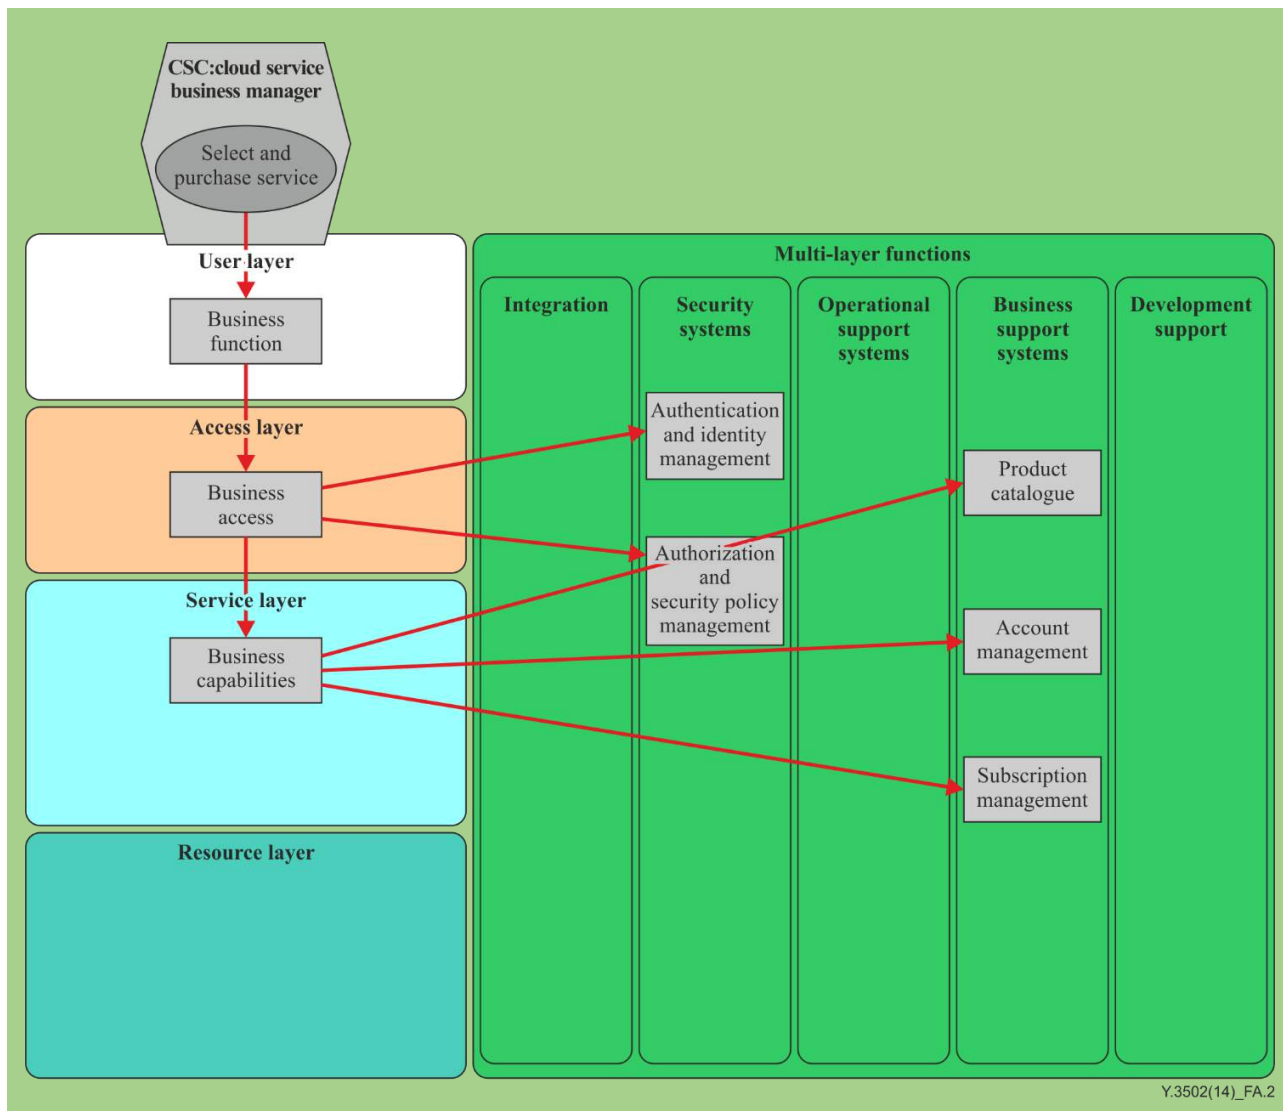 CSC:cloud service
business manager
Select and
purchase service
User layer
Business
function
Access layer
Business
access
Service layer
Business
capabilities
Resource layer
Multi-layer functions
Integration
Security
systems
Authentication
and identity
management
Authorization
and
security policy
management
Operational
support
systems
Business
support
systems
Product
catalogue
Account
management
Subscription
management
Development
support
Y.3502(14)_FA.2